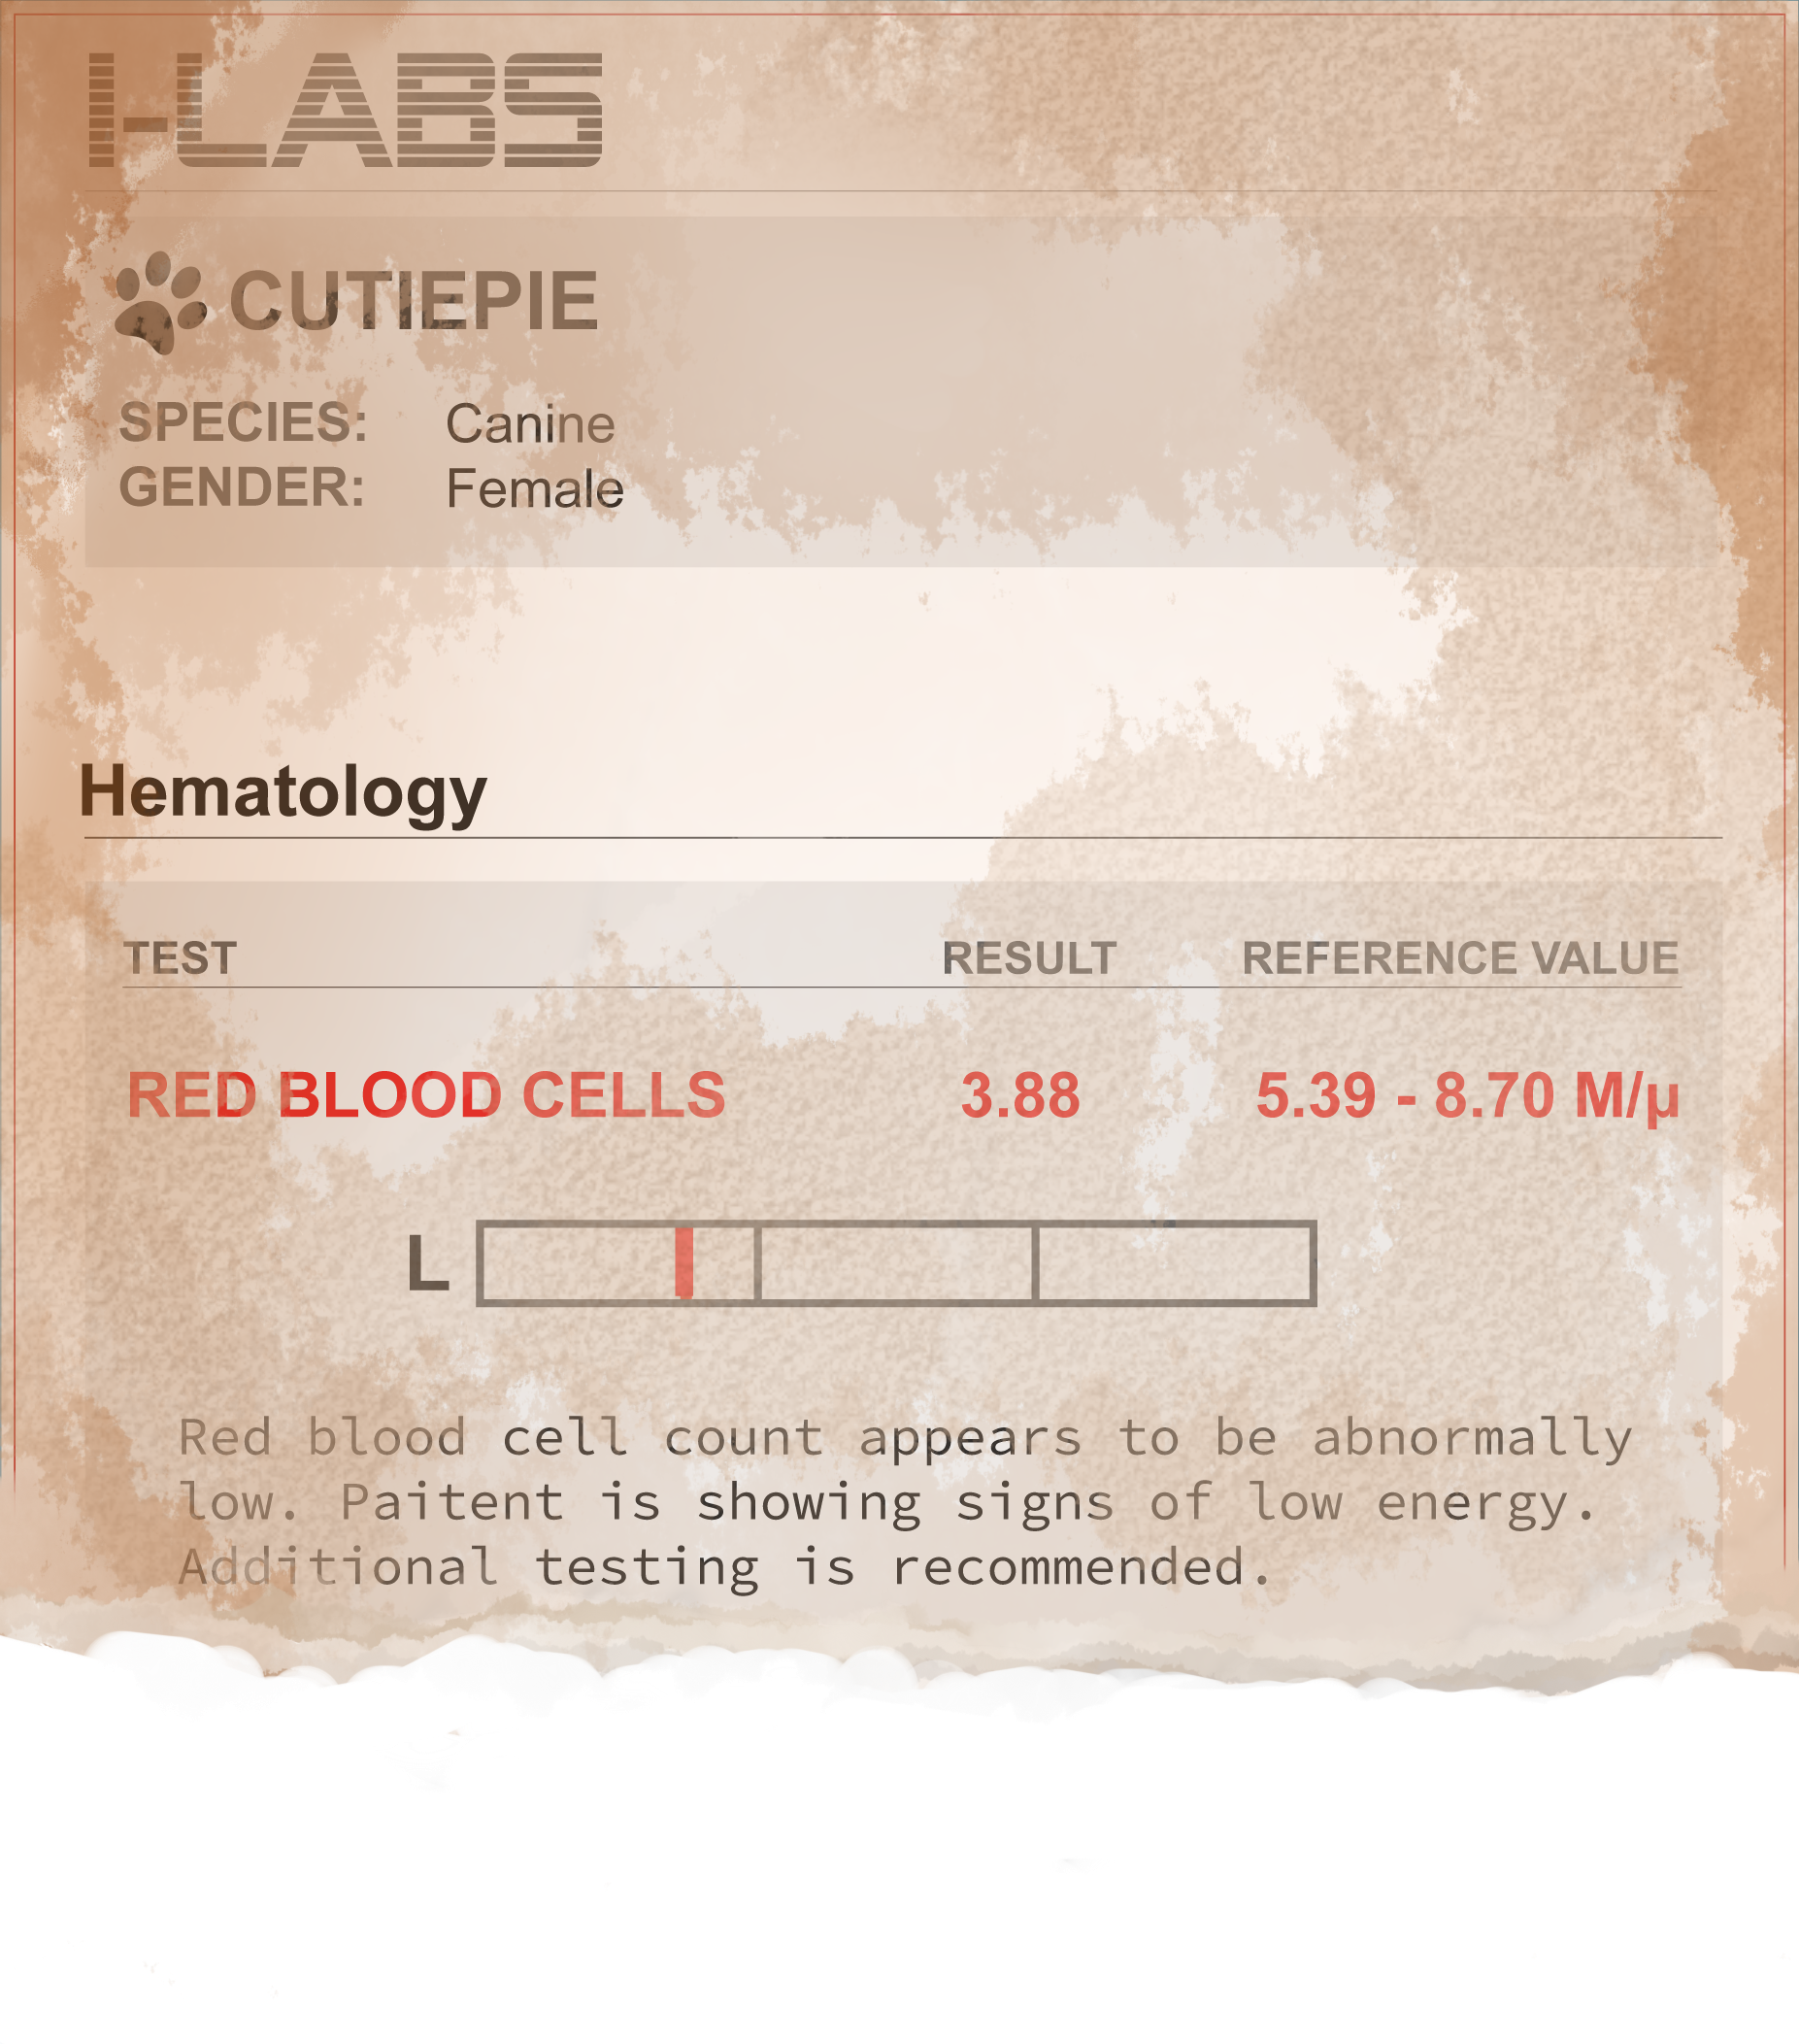 I-LABS
CUTIEPIE
SPECIES: Canine
GENDER: Female
Hematology
TEST RESULT REFERENCE VALUE
RED BLOOD CELLS 3.88 5.39 - 8.70 M/µ
L
Red blood cell count appears to be abnormally
low. Paitent is showing signs of low energy.
Additional testing is recommended.